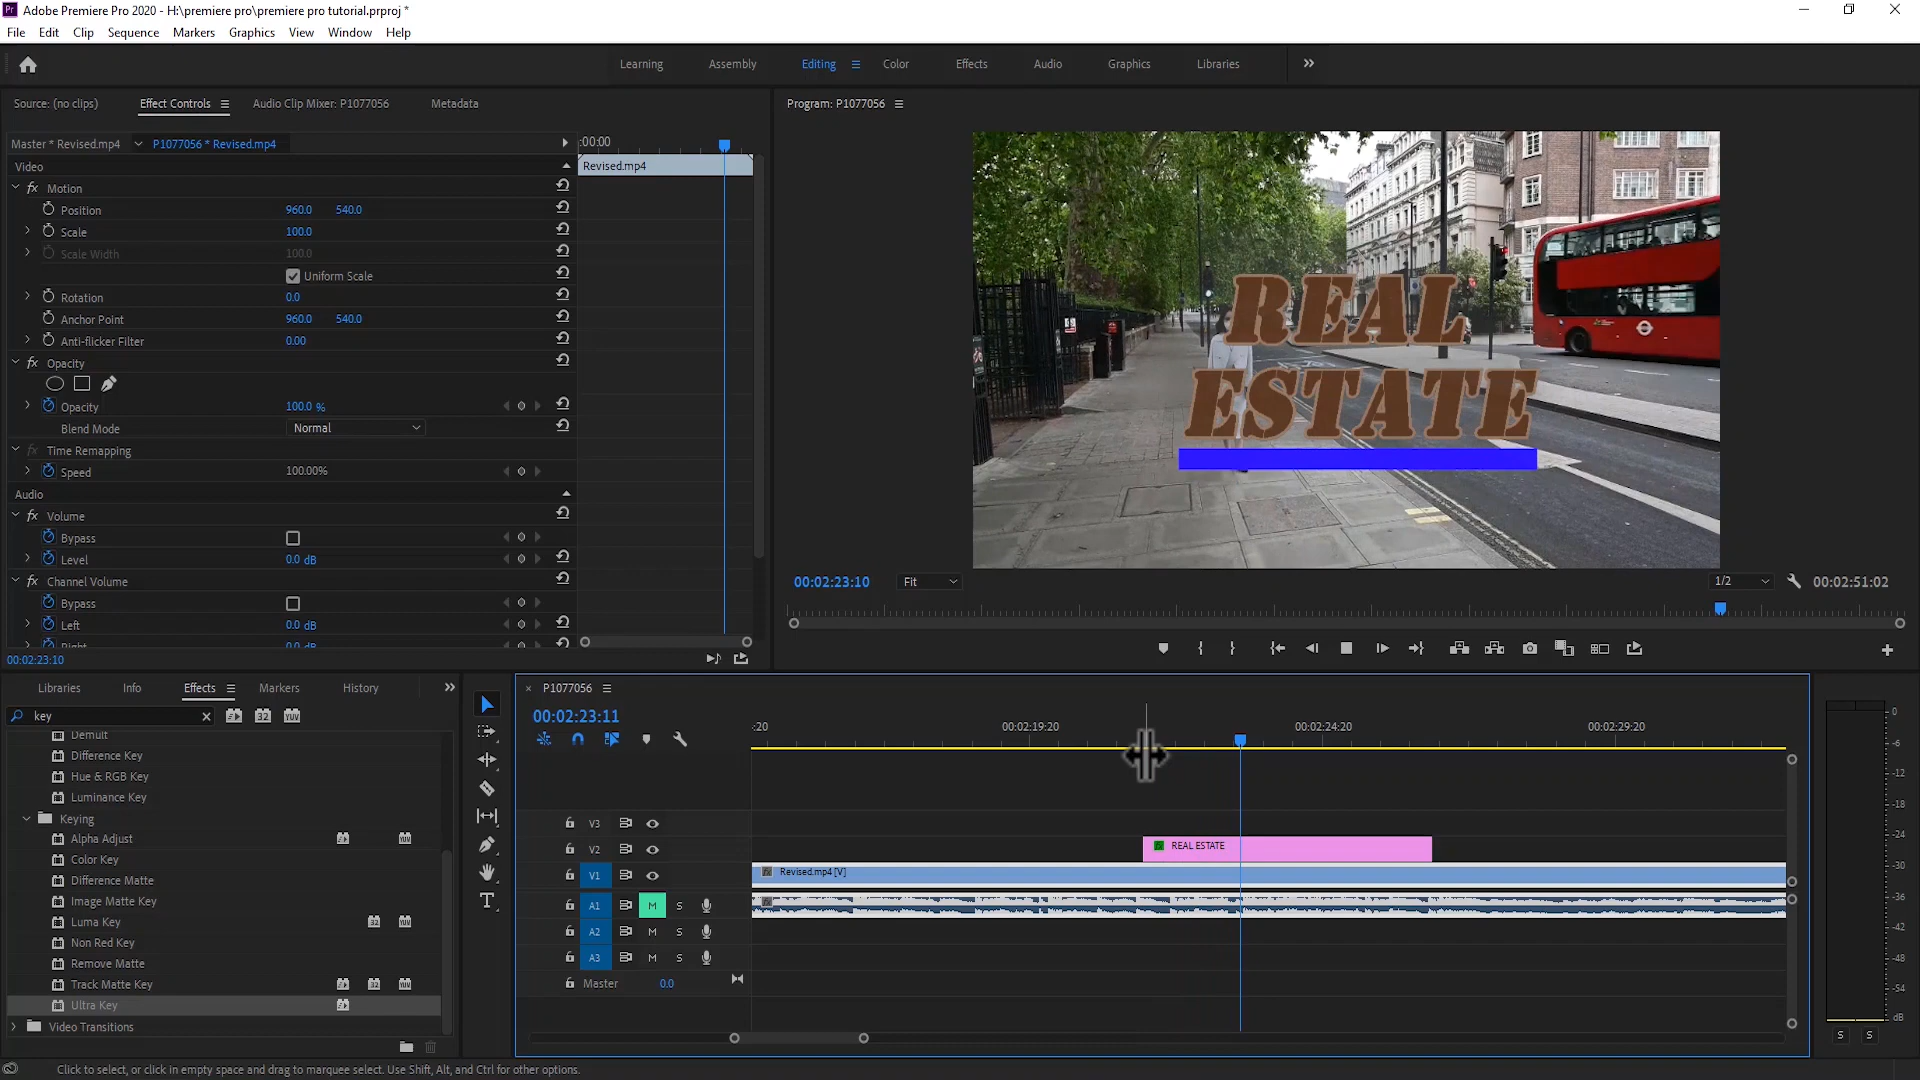 Adobe Premiere Pro 2020 - H:\premiere pro\premiere pro tutorial.prproj *
File Edit Clip Sequence Markers Graphics View Window Help
Learning Assembly Editing Color Effects Audio Graphics Libraries
Source: (no clips) Effect Controls Audio Clip Mixer: P1077056 Metadata
Program: P1077056
Master * Revised.mp4 P1077056 * Revised.mp4
:00:00
Video
Revised.mp4
Motion
Position 960.0 540.0
Scale 100.0
Scale Width 100.0
Uniform Scale
Rotation 0.0
Anchor Point 960.0 540.0
Anti-flicker Filter 0.00
Opacity
Opacity 100.0 %
Blend Mode Normal
Time Remapping
Speed 100.00%
Audio
Volume
Bypass
Level 0.0 dB
Channel Volume
Bypass
Left 0.0 dB
Right 0.0 dB
00:02:23:10
REAL
ESTATE
00:02:23:10 Fit 1/2 00:02:51:02
Libraries Info Effects Markers History
key
Demult
Difference Key
Hue & RGB Key
Luminance Key
Keying
Alpha Adjust
Color Key
Difference Matte
Image Matte Key
Luma Key
Non Red Key
Remove Matte
Track Matte Key
Ultra Key
Video Transitions
P1077056
00:02:23:11
:20 00:02:19:20 00:02:24:20 00:02:29:20
V3
V2 REAL ESTATE
V1 Revised.mp4 [V]
A1 M S
A2 M S
A3 M S
Master 0.0
0
-6
-12
-18
-24
-30
-36
-42
-48
-54
dB
S S
Click to select, or click in empty space and drag to marquee select. Use Shift, Alt, and Ctrl for other options.